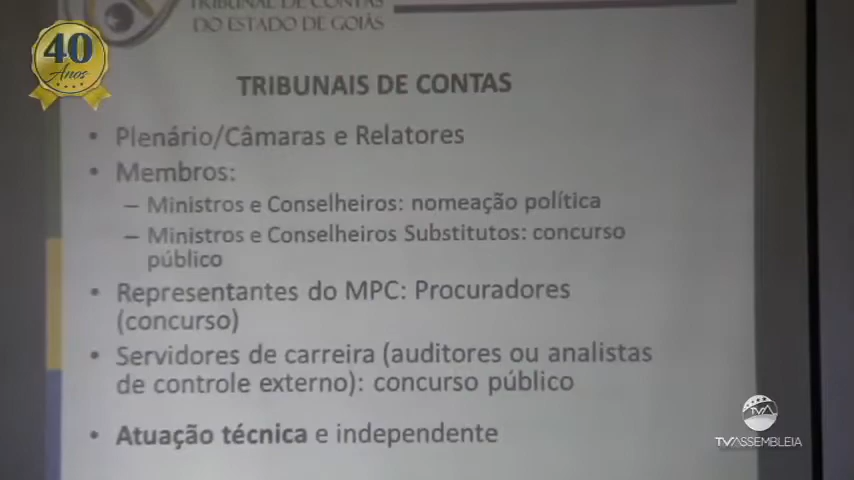 TRIBUNAL DE CONTAS
DO ESTADO DE GOIÁS
40
Anos
TRIBUNAIS DE CONTAS
• Plenário/Câmaras e Relatores
• Membros:
– Ministros e Conselheiros: nomeação política
– Ministros e Conselheiros Substitutos: concurso
público
• Representantes do MPC: Procuradores
(concurso)
• Servidores de carreira (auditores ou analistas
de controle externo): concurso público
• Atuação técnica e independente
TVA
TVASSEMBLEIA